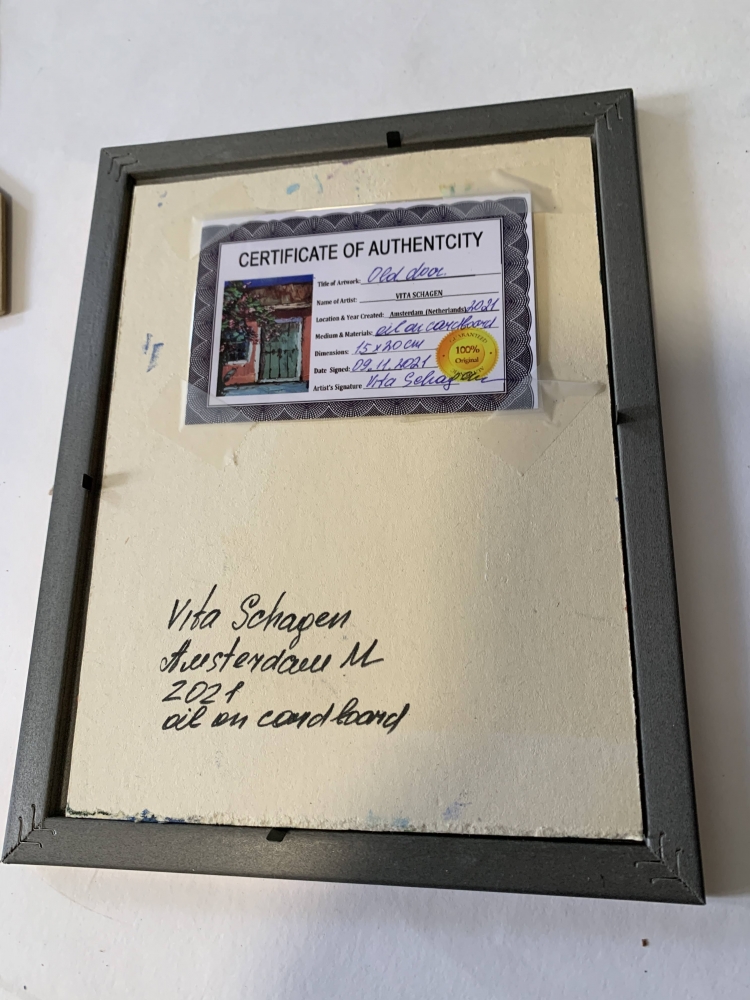 CERTIFICATE OF AUTHENTCITY
Title of Artwork: Old door
Name of Artist: VITA SCHAGEN
Location & Year Created: Amsterdam (Netherlands) 2021
Medium & Materials: oil on cardboard
Dimensions: 15x20 cm
Date Signed: 09.11.2021
Artist's Signature Vita Schagen
GUARANTEED
100%
Original
Vita Schagen
Amsterdam NL
2021
oil on cardboard